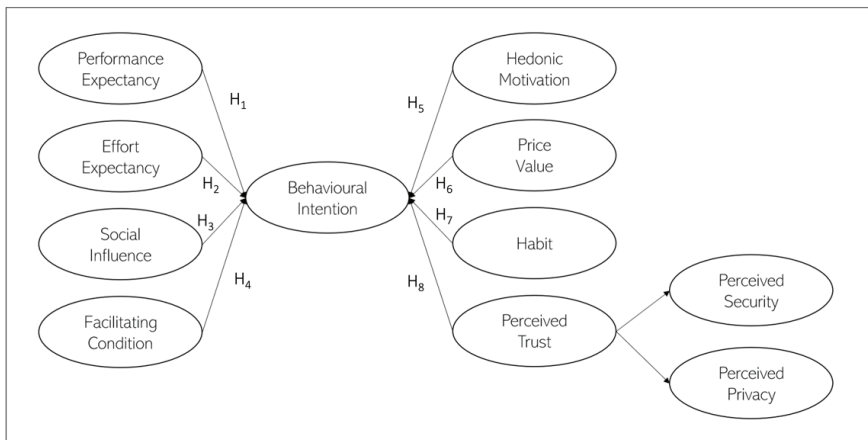 Performance
Expectancy
H1
Effort
Expectancy
H2
Social
Influence
H3
Facilitating
Condition
H4
Behavioural
Intention
Hedonic
Motivation
H5
Price
Value
H6
Habit
H7
Perceived
Trust
H8
Perceived
Security
Perceived
Privacy